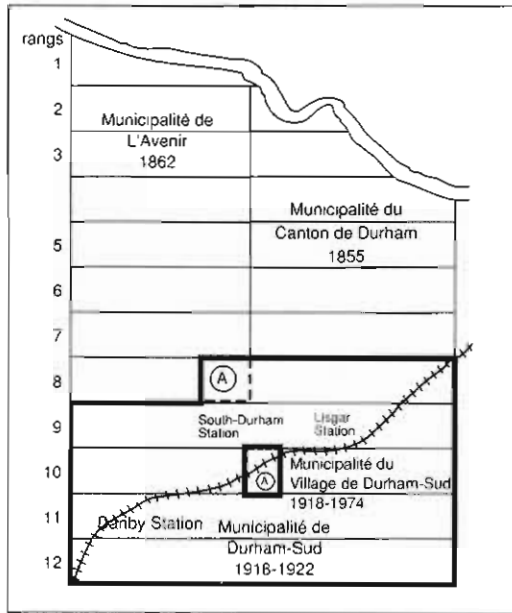 rangs
1
2
Municipalité de
L'Avenir
1862
3
Municipalité du
Canton de Durham
1855
5
6
7
8
A
9
South-Durham
Station
Lisgar
Station
10
A
Municipalité du
Village de Durham-Sud
1918-1974
11
Danby Station
Municipalité de
Durham-Sud
1918-1922
12